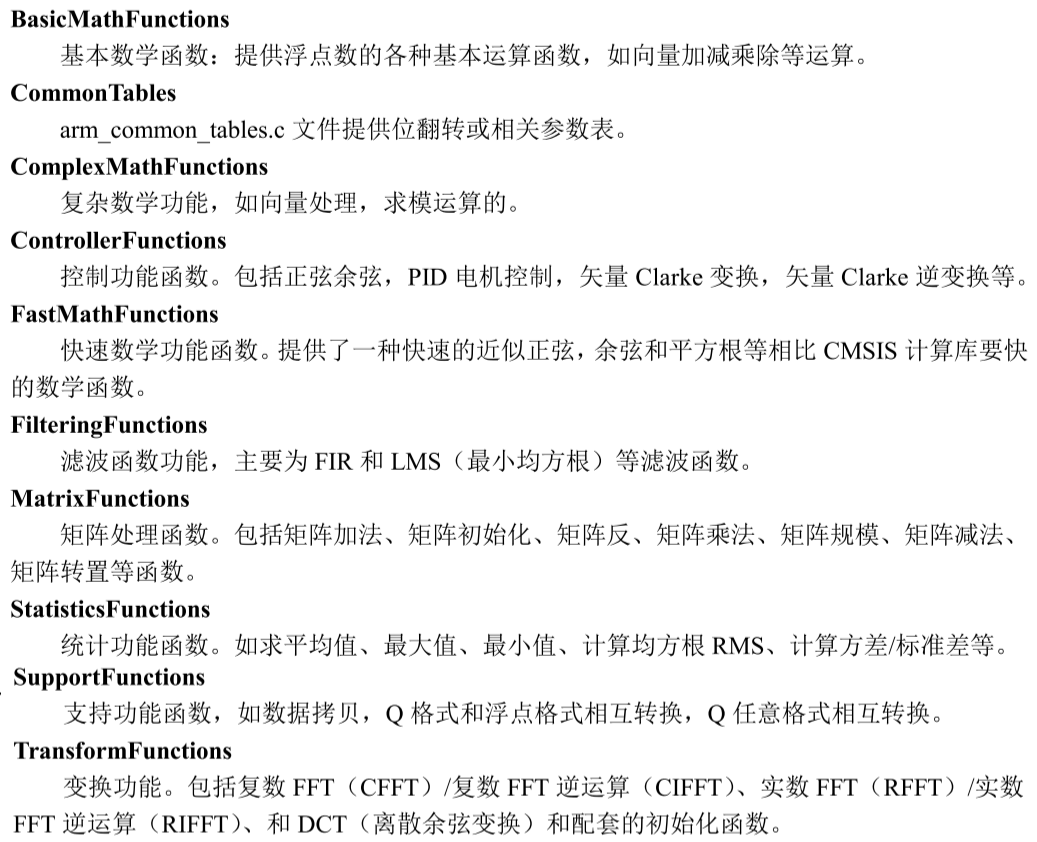 BasicMathFunctions
基本数学函数：提供浮点数的各种基本运算函数，如向量加减乘除等运算。
CommonTables
arm_common_tables.c 文件提供位翻转或相关参数表。
ComplexMathFunctions
复杂数学功能，如向量处理，求模运算的。
ControllerFunctions
控制功能函数。包括正弦余弦，PID 电机控制，矢量 Clarke 变换，矢量 Clarke 逆变换等。
FastMathFunctions
快速数学功能函数。提供了一种快速的近似正弦，余弦和平方根等相比 CMSIS 计算库要快
的数学函数。
FilteringFunctions
滤波函数功能，主要为 FIR 和 LMS（最小均方根）等滤波函数。
MatrixFunctions
矩阵处理函数。包括矩阵加法、矩阵初始化、矩阵反、矩阵乘法、矩阵规模、矩阵减法、
矩阵转置等函数。
StatisticsFunctions
统计功能函数。如求平均值、最大值、最小值、计算均方根 RMS、计算方差/标准差等。
SupportFunctions
支持功能函数，如数据拷贝，Q 格式和浮点格式相互转换，Q 任意格式相互转换。
TransformFunctions
变换功能。包括复数 FFT（CFFT）/复数 FFT 逆运算（CIFFT）、实数 FFT（RFFT）/实数
FFT 逆运算（RIFFT）、和 DCT（离散余弦变换）和配套的初始化函数。